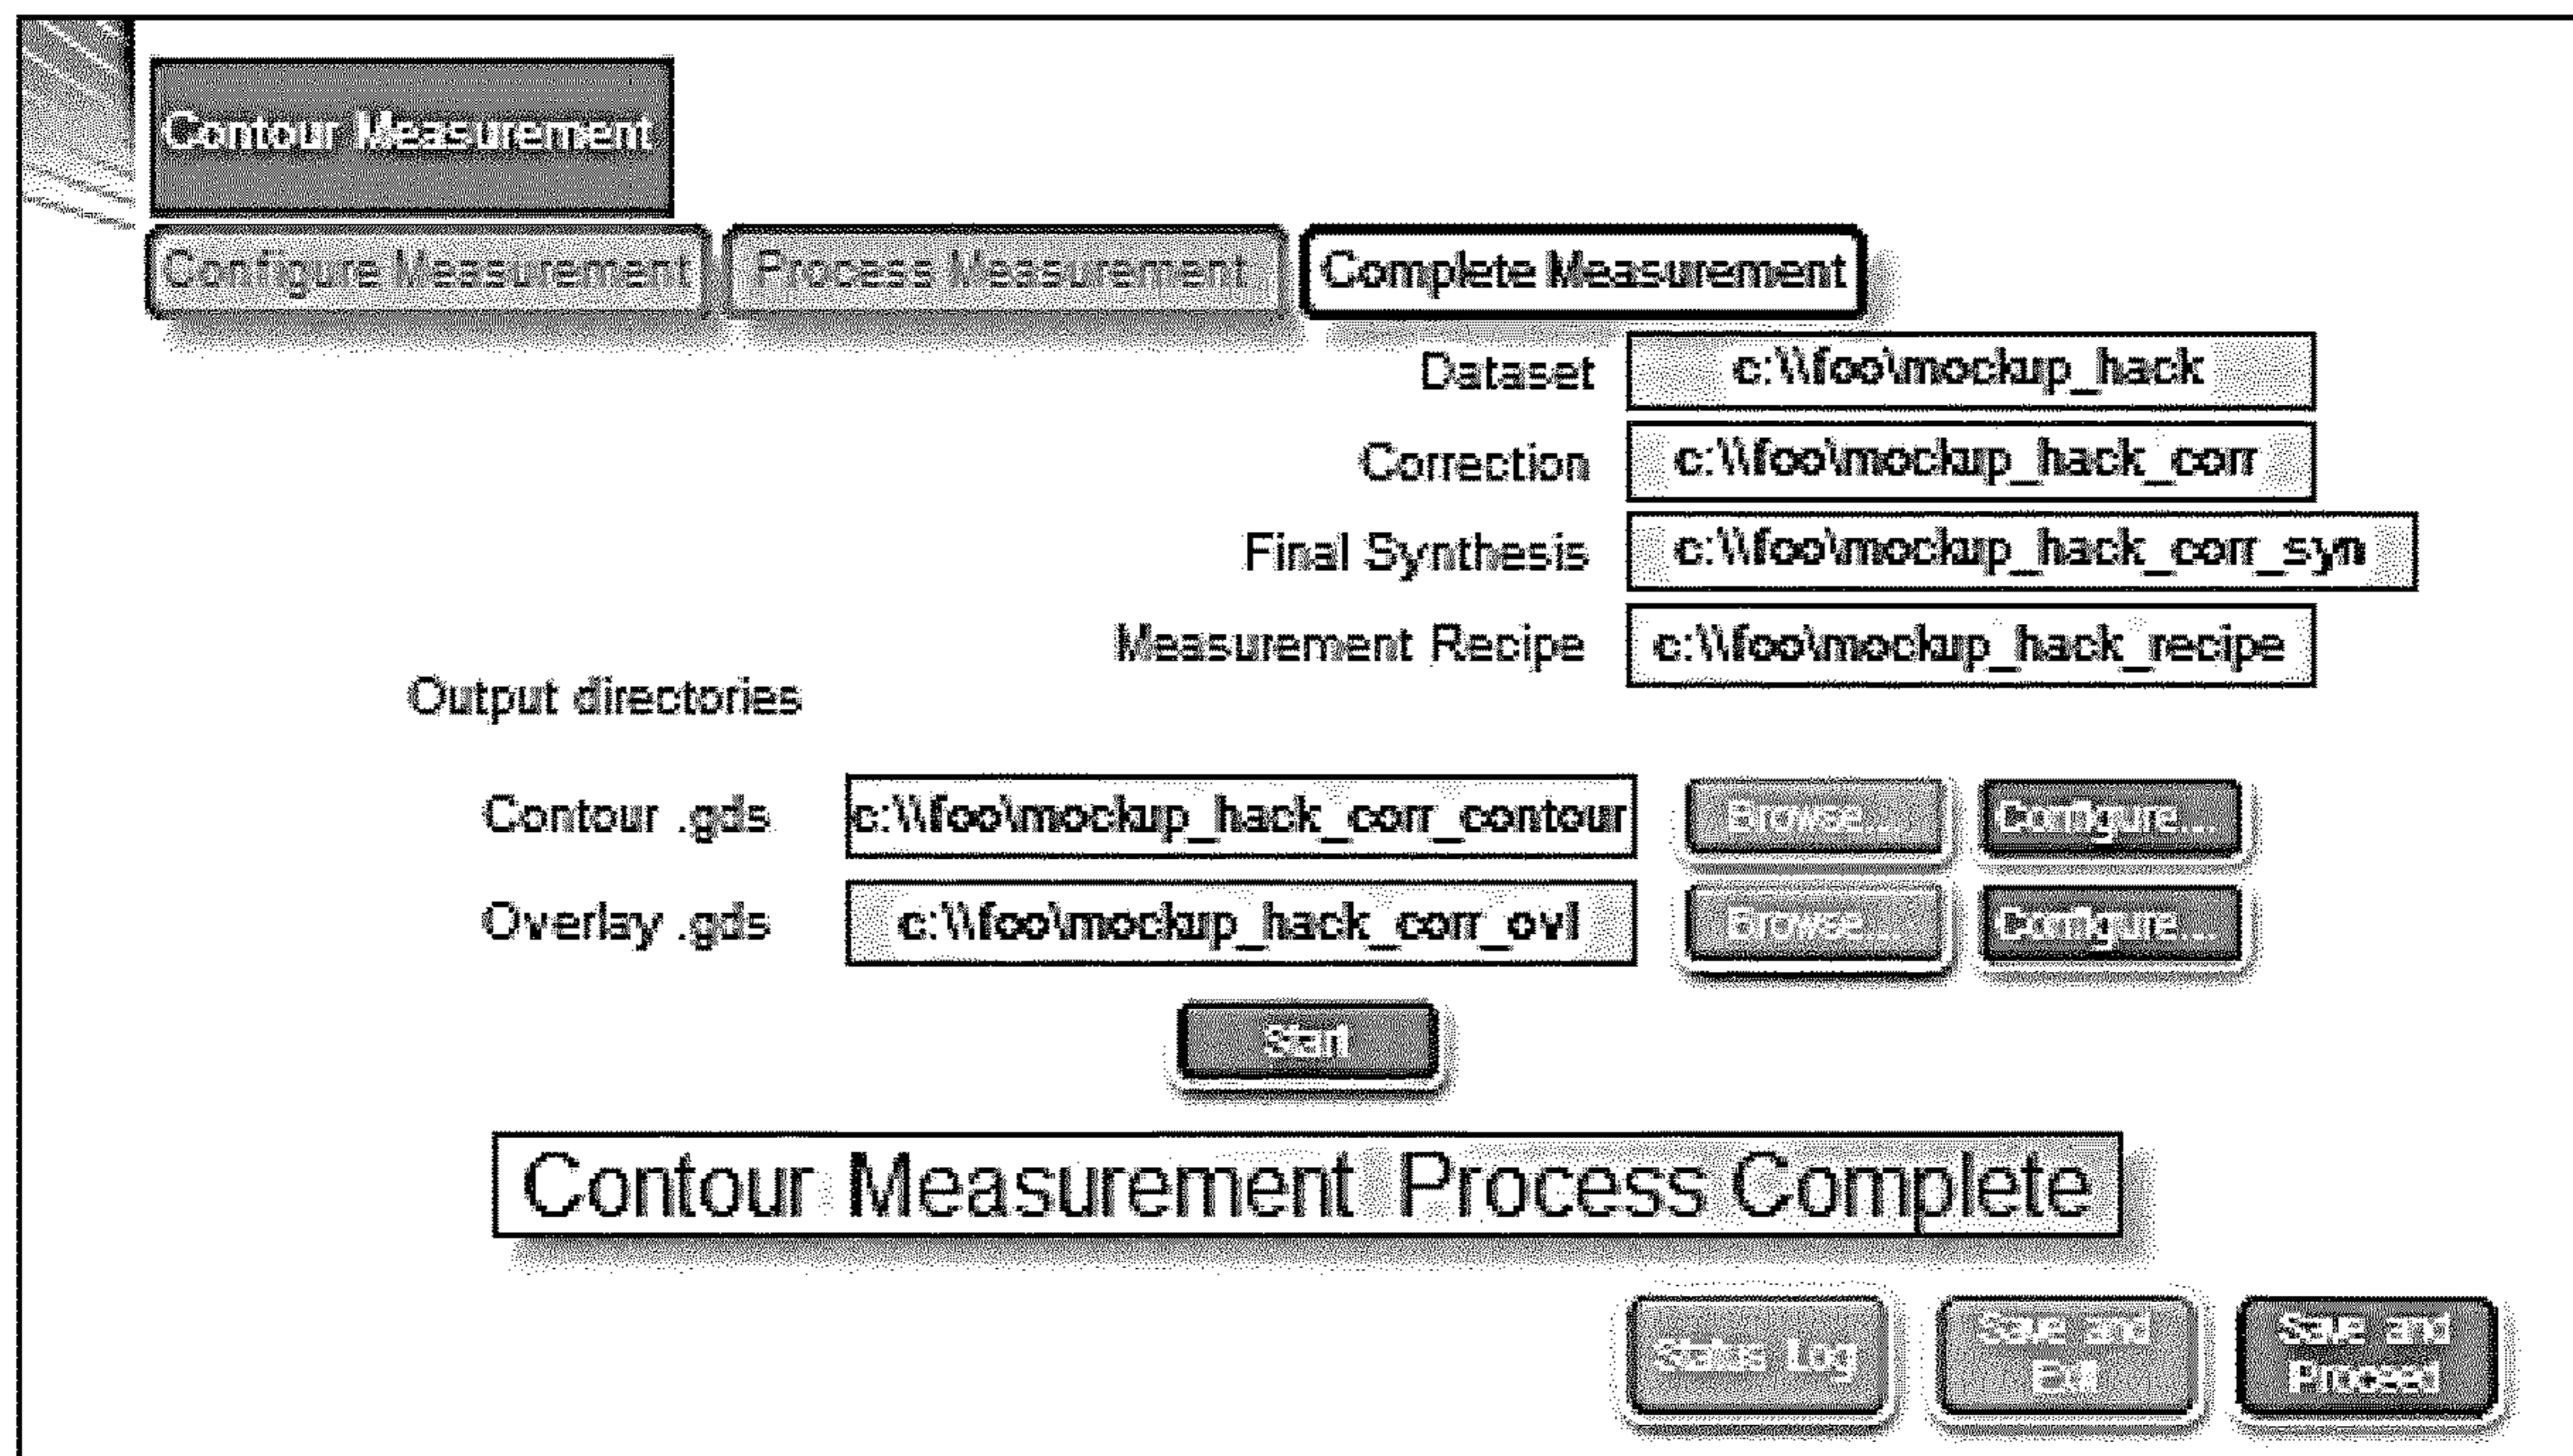 Contour Measurement
Configure Measurement Process Measurement Complete Measurement
Dataset c:\\foo\mockup_hack
Correction c:\\foo\mockup_hack_corr
Final Synthesis c:\\foo\mockup_hack_corr_syn
Measurement Recipe c:\\foo\mockup_hack_recipe
Output directories
Contour .gds c:\\foo\mockup_hack_corr_contour Browse... Configure...
Overlay .gds c:\\foo\mockup_hack_corr_ovl Browse... Configure...
Start
Contour Measurement Process Complete
Status Log
Save and
Exit
Save and
Proceed